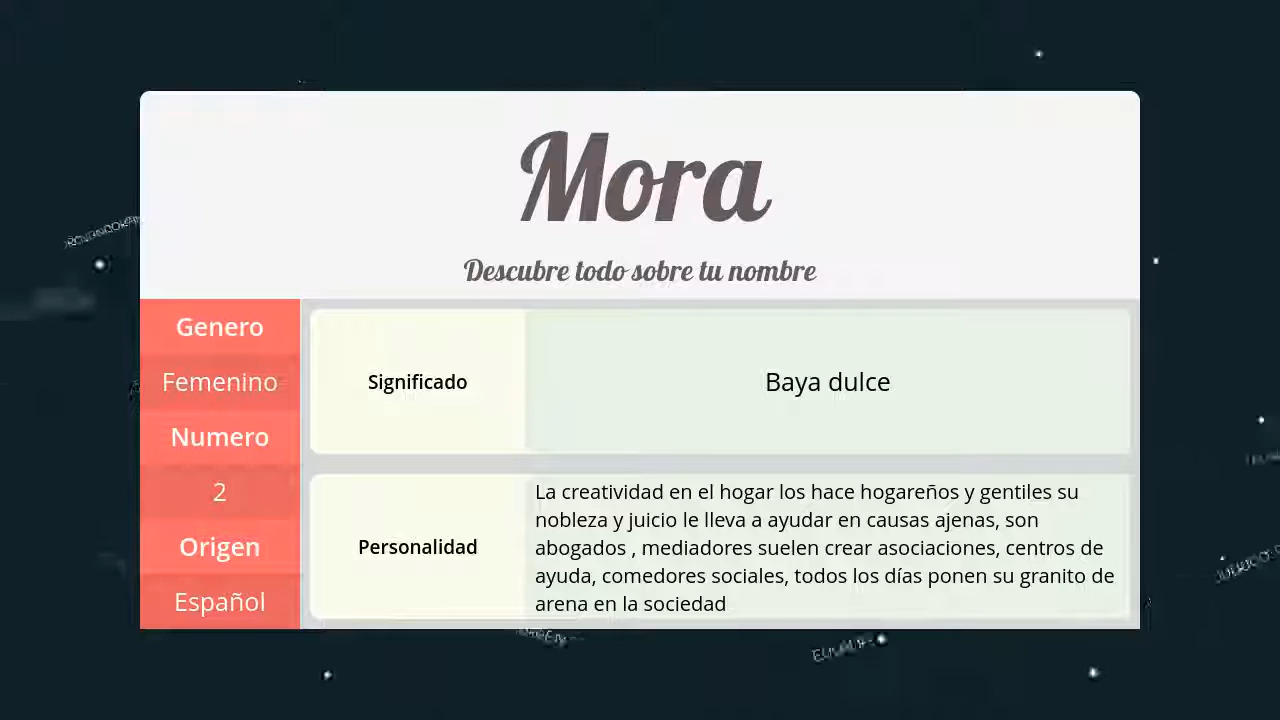 Mora
Descubre todo sobre tu nombre
Genero
Femenino
Numero
2
Origen
Español
Significado
Baya dulce
Personalidad
La creatividad en el hogar los hace hogareños y gentiles su
nobleza y juicio le lleva a ayudar en causas ajenas, son
abogados , mediadores suelen crear asociaciones, centros de
ayuda, comedores sociales, todos los días ponen su granito de
arena en la sociedad